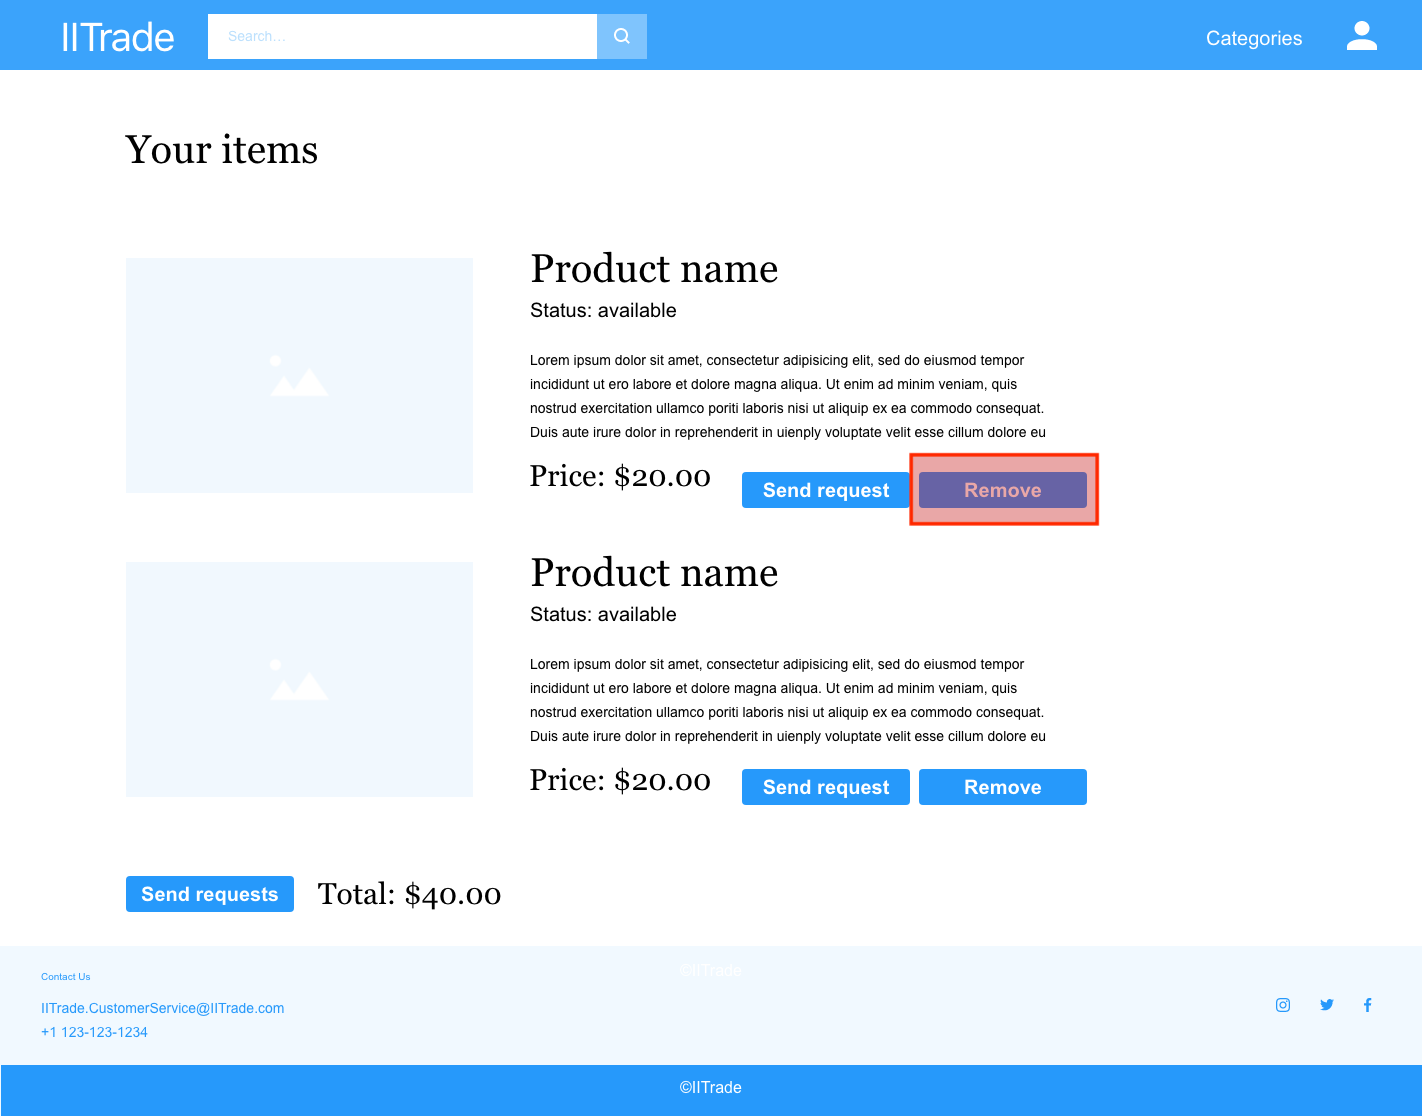 IITrade
Search...
Categories
Your items
Product name
Status: available
Lorem ipsum dolor sit amet, consectetur adipisicing elit, sed do eiusmod tempor
incididunt ut ero labore et dolore magna aliqua. Ut enim ad minim veniam, quis
nostrud exercitation ullamco poriti laboris nisi ut aliquip ex ea commodo consequat.
Duis aute irure dolor in reprehenderit in uienply voluptate velit esse cillum dolore eu
Price: $20.00
Send request
Remove
Product name
Status: available
Lorem ipsum dolor sit amet, consectetur adipisicing elit, sed do eiusmod tempor
incididunt ut ero labore et dolore magna aliqua. Ut enim ad minim veniam, quis
nostrud exercitation ullamco poriti laboris nisi ut aliquip ex ea commodo consequat.
Duis aute irure dolor in reprehenderit in uienply voluptate velit esse cillum dolore eu
Price: $20.00
Send request
Remove
Send requests
Total: $40.00
©IITrade
Contact Us
IITrade.CustomerService@IITrade.com
+1 123-123-1234
©IITrade